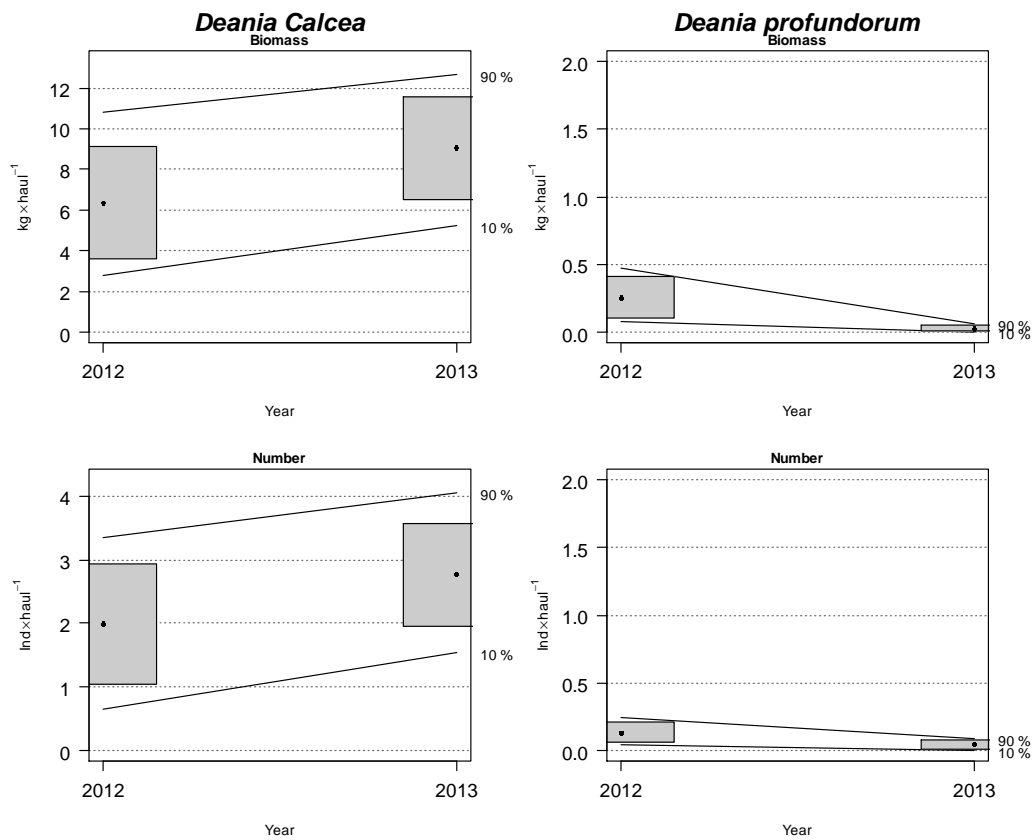 Deania Calcea
Biomass
kg×haul⁻¹
12
10
8
6
4
2
0
90 %
10 %
2012 2013
Year
Deania profundorum
Biomass
kg×haul⁻¹
2.0
1.5
1.0
0.5
0.0
90 %
10 %
2012 2013
Year
Number
Ind×haul⁻¹
4
3
2
1
0
90 %
10 %
2012 2013
Year
Number
Ind×haul⁻¹
2.0
1.5
1.0
0.5
0.0
90 %
10 %
2012 2013
Year